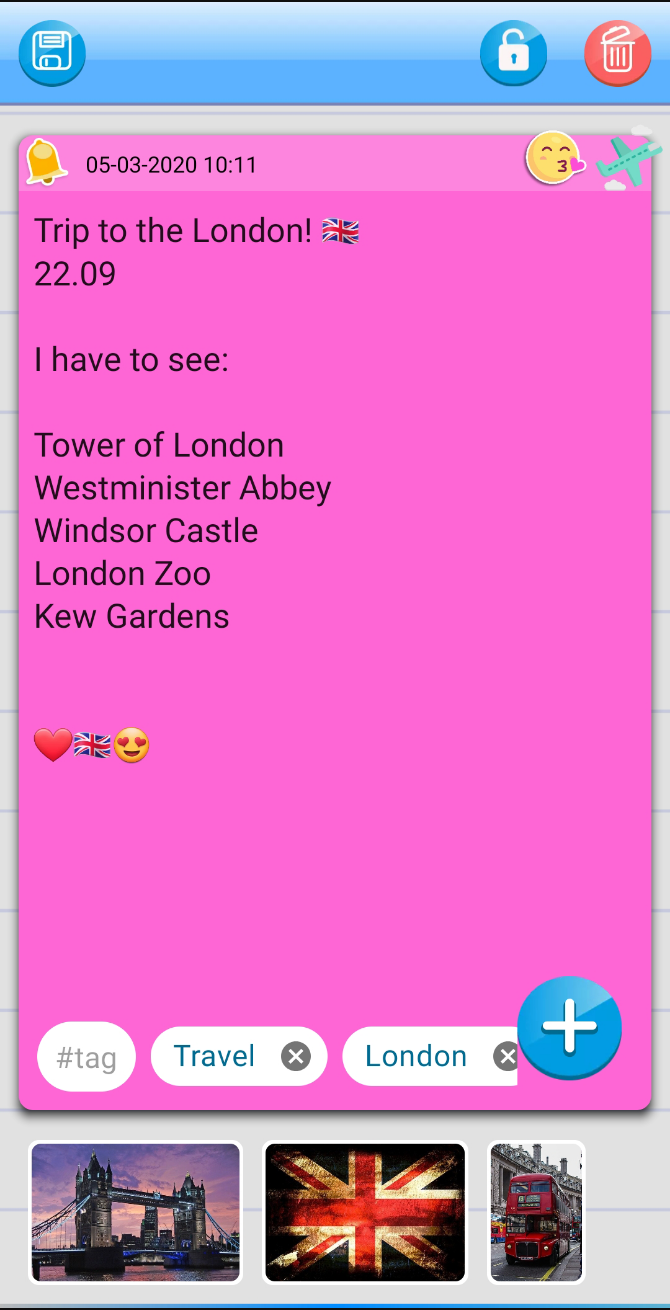 05-03-2020 10:11
Trip to the London! 🇬🇧
22.09
I have to see:
Tower of London
Westminister Abbey
Windsor Castle
London Zoo
Kew Gardens
❤️🇬🇧😍
#tag
Travel
London